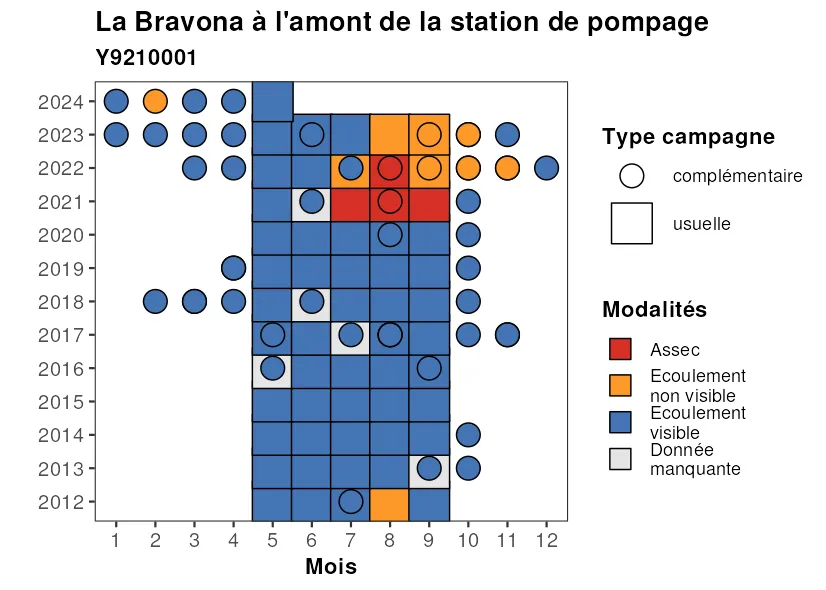 La Bravona à l'amont de la station de pompage
Y9210001
2024
2023
2022
2021
2020
2019
2018
2017
2016
2015
2014
2013
2012
1 2 3 4 5 6 7 8 9 10 11 12
Mois
Type campagne
complémentaire
usuelle
Modalités
Assec
Ecoulement
non visible
Ecoulement
visible
Donnée
manquante